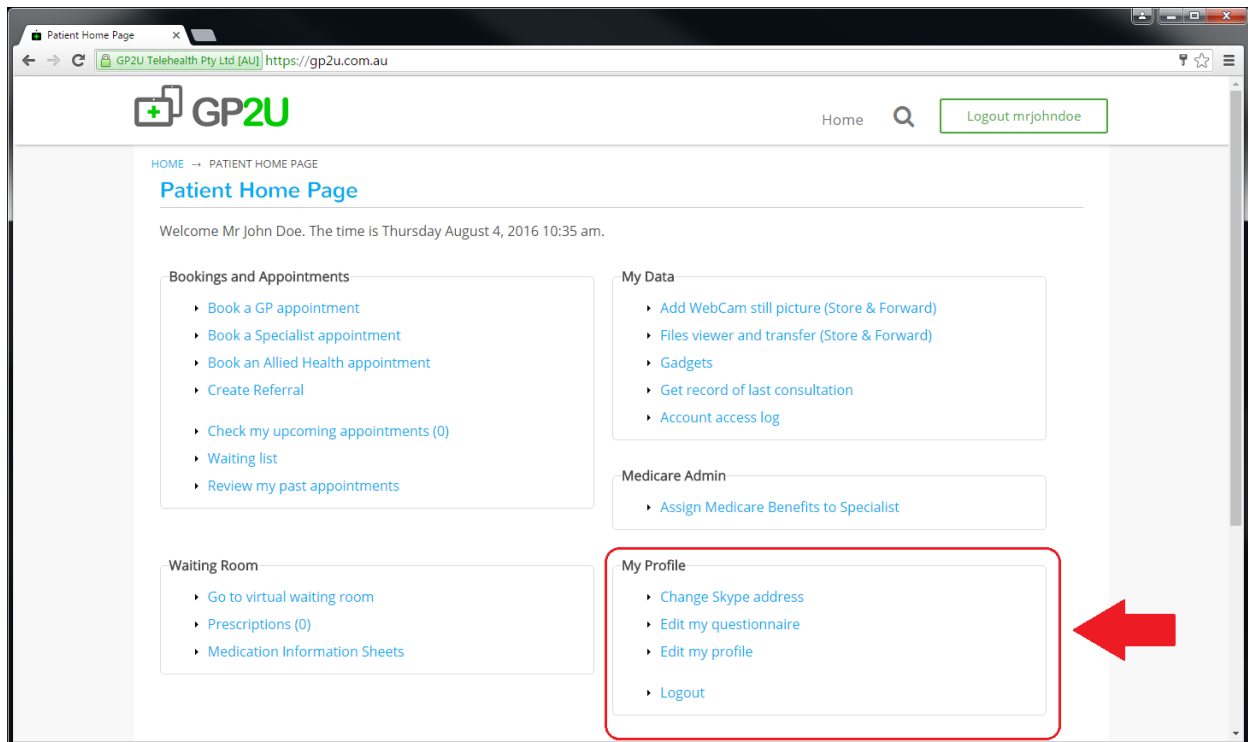 Patient Home Page
GP2U Telehealth Pty Ltd [AU] https://gp2u.com.au
GP2U
Home
Logout mrjohndoe
HOME → PATIENT HOME PAGE
Patient Home Page
Welcome Mr John Doe. The time is Thursday August 4, 2016 10:35 am.
Bookings and Appointments
Book a GP appointment
Book a Specialist appointment
Book an Allied Health appointment
Create Referral
Check my upcoming appointments (0)
Waiting list
Review my past appointments
My Data
Add WebCam still picture (Store & Forward)
Files viewer and transfer (Store & Forward)
Gadgets
Get record of last consultation
Account access log
Medicare Admin
Assign Medicare Benefits to Specialist
Waiting Room
Go to virtual waiting room
Prescriptions (0)
Medication Information Sheets
My Profile
Change Skype address
Edit my questionnaire
Edit my profile
Logout